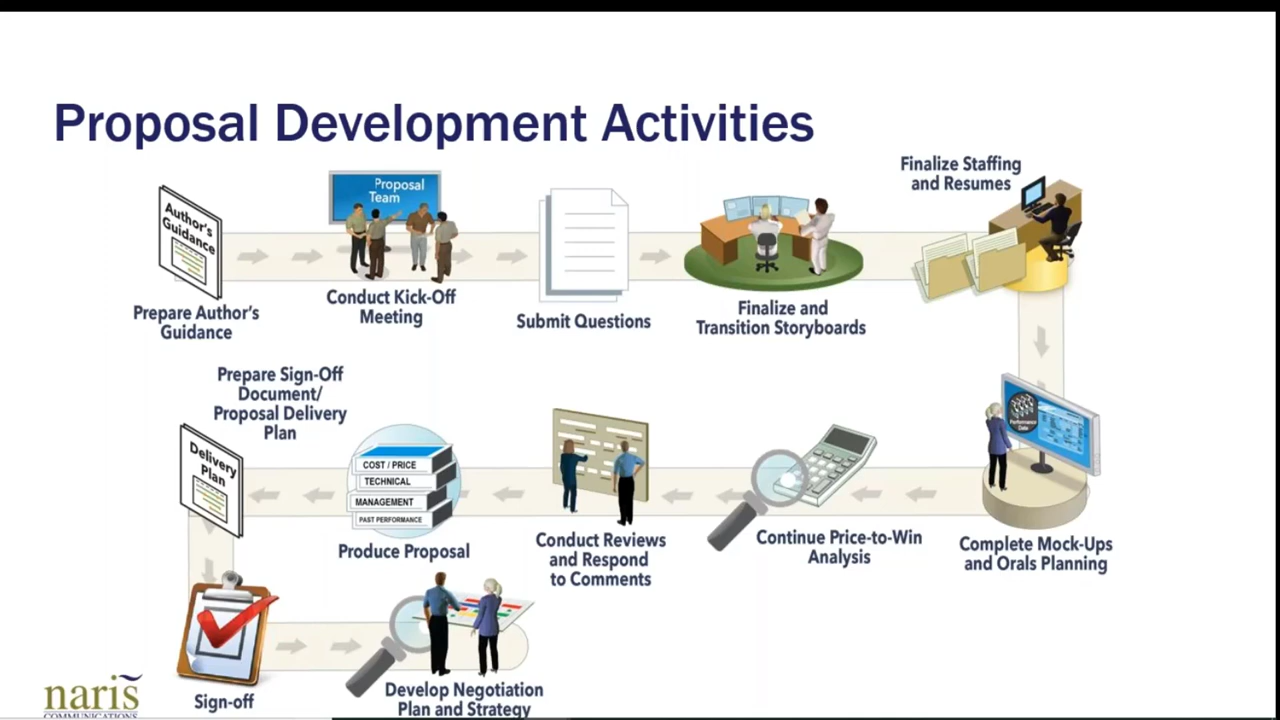 Proposal Development Activities
Author's
Guidance
Prepare Author's
Guidance
Proposal
Team
Conduct Kick-Off
Meeting
Submit Questions
Finalize and
Transition Storyboards
Finalize Staffing
and Resumes
Performance
Data
Complete Mock-Ups
and Orals Planning
Continue Price-to-Win
Analysis
Conduct Reviews
and Respond
to Comments
COST / PRICE
TECHNICAL
MANAGEMENT
PAST PERFORMANCE
Produce Proposal
Prepare Sign-Off
Document/
Proposal Delivery
Plan
Delivery
Plan
Sign-off
Develop Negotiation
Plan and Strategy
naris
COMMUNICATIONS